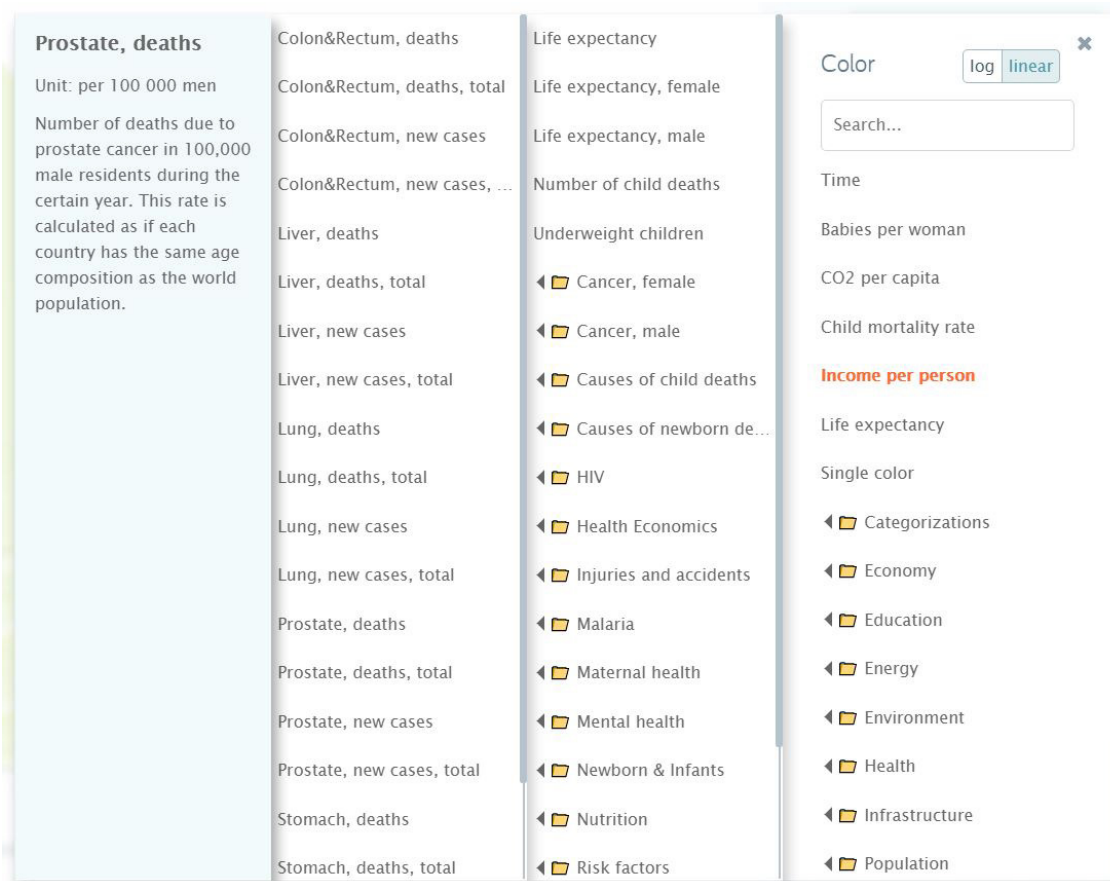 Prostate, deaths
Unit: per 100 000 men
Number of deaths due to
prostate cancer in 100,000
male residents during the
certain year. This rate is
calculated as if each
country has the same age
composition as the world
population.
Colon&Rectum, deaths
Colon&Rectum, deaths, total
Colon&Rectum, new cases
Colon&Rectum, new cases, ...
Liver, deaths
Liver, deaths, total
Liver, new cases
Liver, new cases, total
Lung, deaths
Lung, deaths, total
Lung, new cases
Lung, new cases, total
Prostate, deaths
Prostate, deaths, total
Prostate, new cases
Prostate, new cases, total
Stomach, deaths
Stomach, deaths, total
Life expectancy
Life expectancy, female
Life expectancy, male
Number of child deaths
Underweight children
Cancer, female
Cancer, male
Causes of child deaths
Causes of newborn de...
HIV
Health Economics
Injuries and accidents
Malaria
Maternal health
Mental health
Newborn & Infants
Nutrition
Risk factors
Color
log linear
Search...
Time
Babies per woman
CO2 per capita
Child mortality rate
Income per person
Life expectancy
Single color
Categorizations
Economy
Education
Energy
Environment
Health
Infrastructure
Population